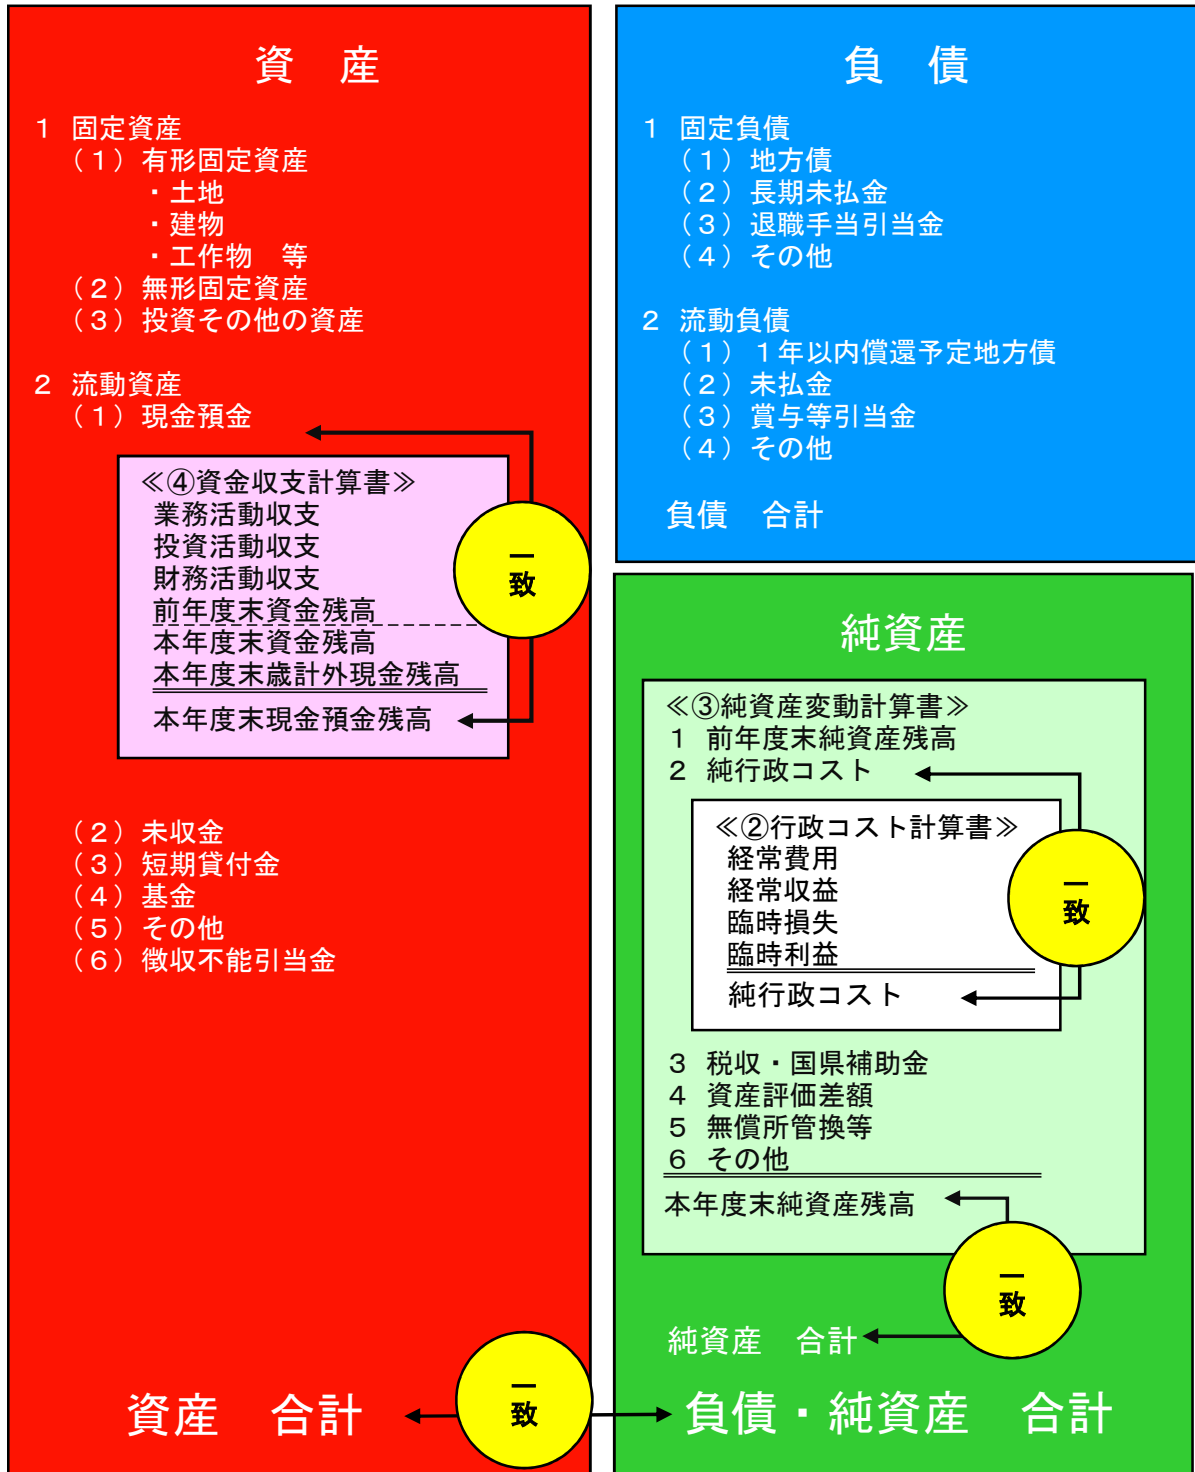 資　産
１　固定資産
（１）有形固定資産
・土地
・建物
・工作物　等
（２）無形固定資産
（３）投資その他の資産
２　流動資産
（１）現金預金
≪④資金収支計算書≫
業務活動収支
投資活動収支
財務活動収支
前年度末資金残高
本年度末資金残高
本年度末歳計外現金残高
本年度末現金預金残高
一致
（２）未収金
（３）短期貸付金
（４）基金
（５）その他
（６）徴収不能引当金
資産　合計
一致
負　債
１　固定負債
（１）地方債
（２）長期未払金
（３）退職手当引当金
（４）その他
２　流動負債
（１）１年以内償還予定地方債
（２）未払金
（３）賞与等引当金
（４）その他
負債　合計
純資産
≪③純資産変動計算書≫
１　前年度末純資産残高
２　純行政コスト
≪②行政コスト計算書≫
経常費用
経常収益
臨時損失
臨時利益
純行政コスト
一致
３　税収・国県補助金
４　資産評価差額
５　無償所管換等
６　その他
本年度末純資産残高
一致
純資産　合計
負債・純資産　合計